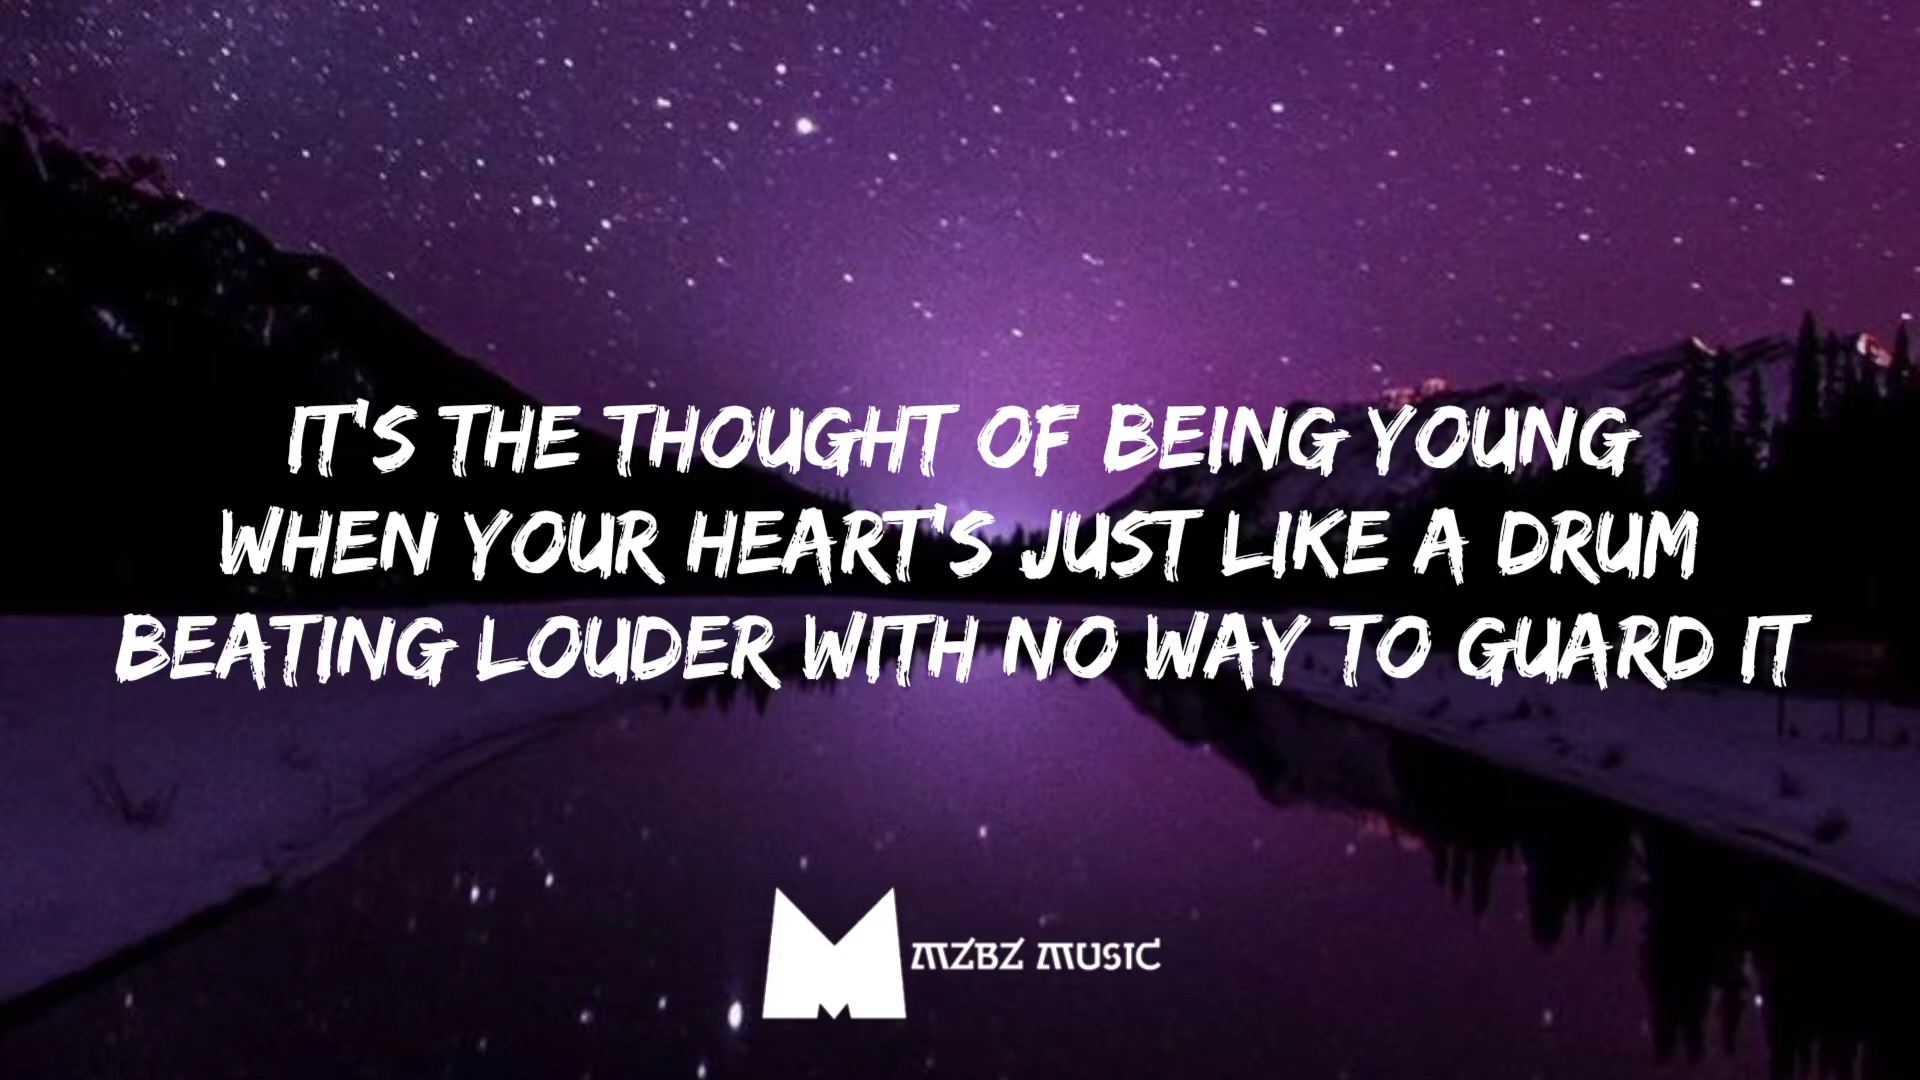 IT'S THE THOUGHT OF BEING YOUNG
WHEN YOUR HEART'S JUST LIKE A DRUM
BEATING LOUDER WITH NO WAY TO GUARD IT
M MZBZ MUSIC